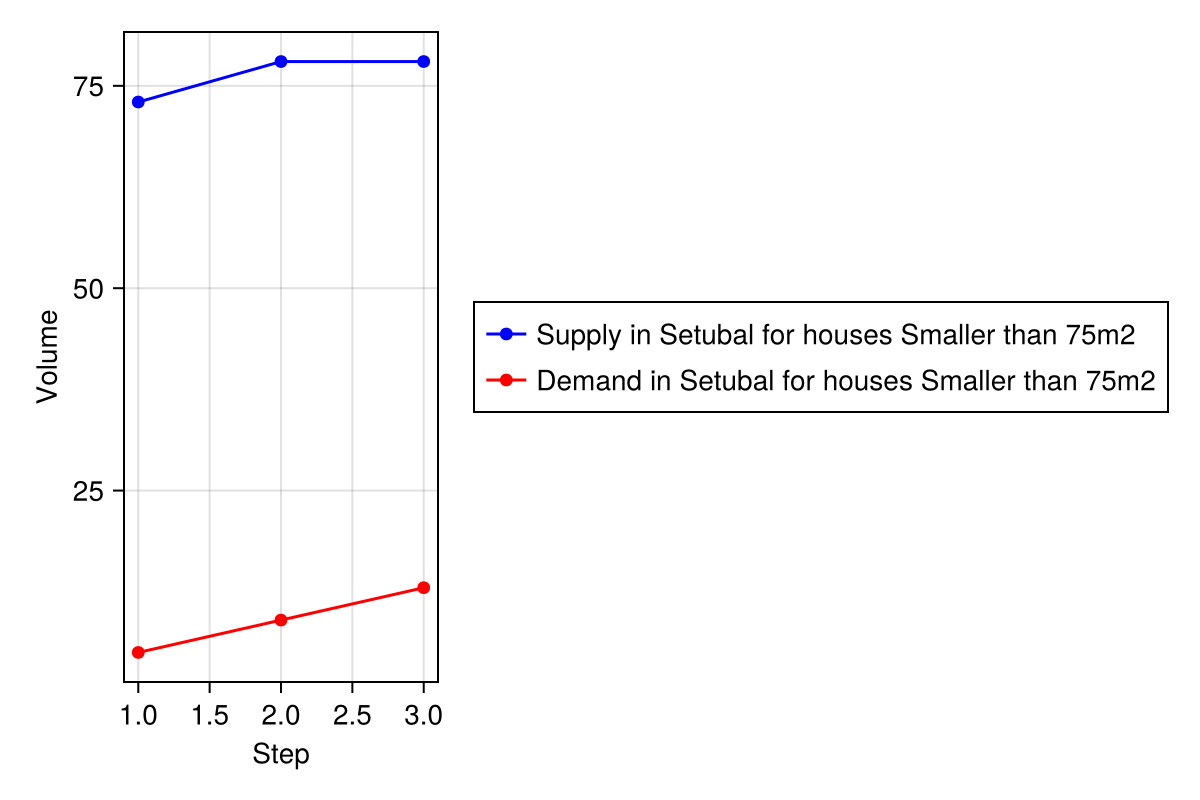 75
50
25
Volume
1.0 1.5 2.0 2.5 3.0
Step
Supply in Setubal for houses Smaller than 75m2
Demand in Setubal for houses Smaller than 75m2